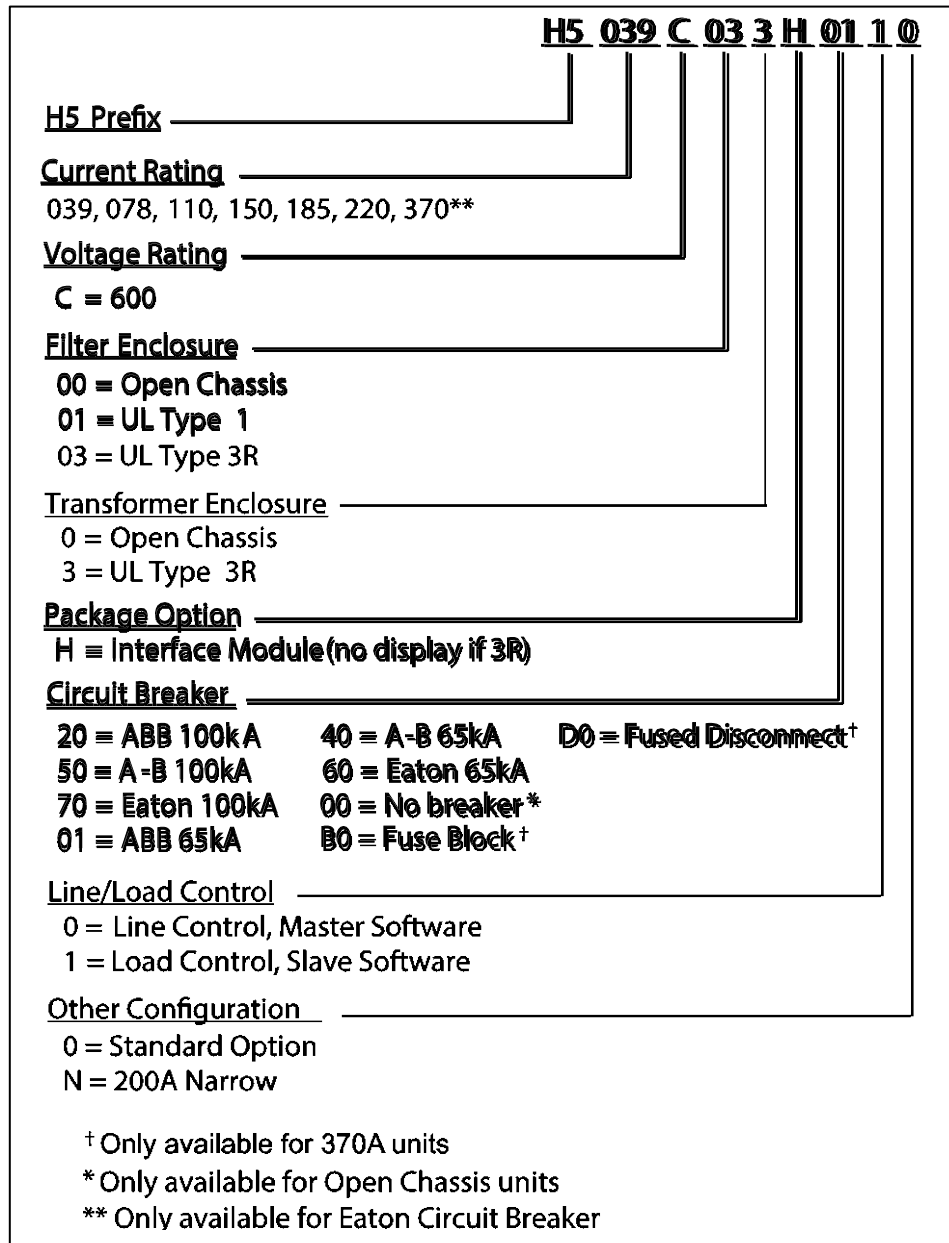 H5 039 C 03 3 H 01 1 0
H5 Prefix
Current Rating
039, 078, 110, 150, 185, 220, 370**
Voltage Rating
C = 600
Filter Enclosure
00 = Open Chassis
01 = UL Type 1
03 = UL Type 3R
Transformer Enclosure
0 = Open Chassis
3 = UL Type 3R
Package Option
H = Interface Module(no display if 3R)
Circuit Breaker
20 = ABB 100kA 40 = A-B 65kA D0 = Fused Disconnect†
50 = A-B 100kA 60 = Eaton 65kA
70 = Eaton 100kA 00 = No breaker*
01 = ABB 65kA B0 = Fuse Block†
Line/Load Control
0 = Line Control, Master Software
1 = Load Control, Slave Software
Other Configuration
0 = Standard Option
N = 200A Narrow
† Only available for 370A units
* Only available for Open Chassis units
** Only available for Eaton Circuit Breaker